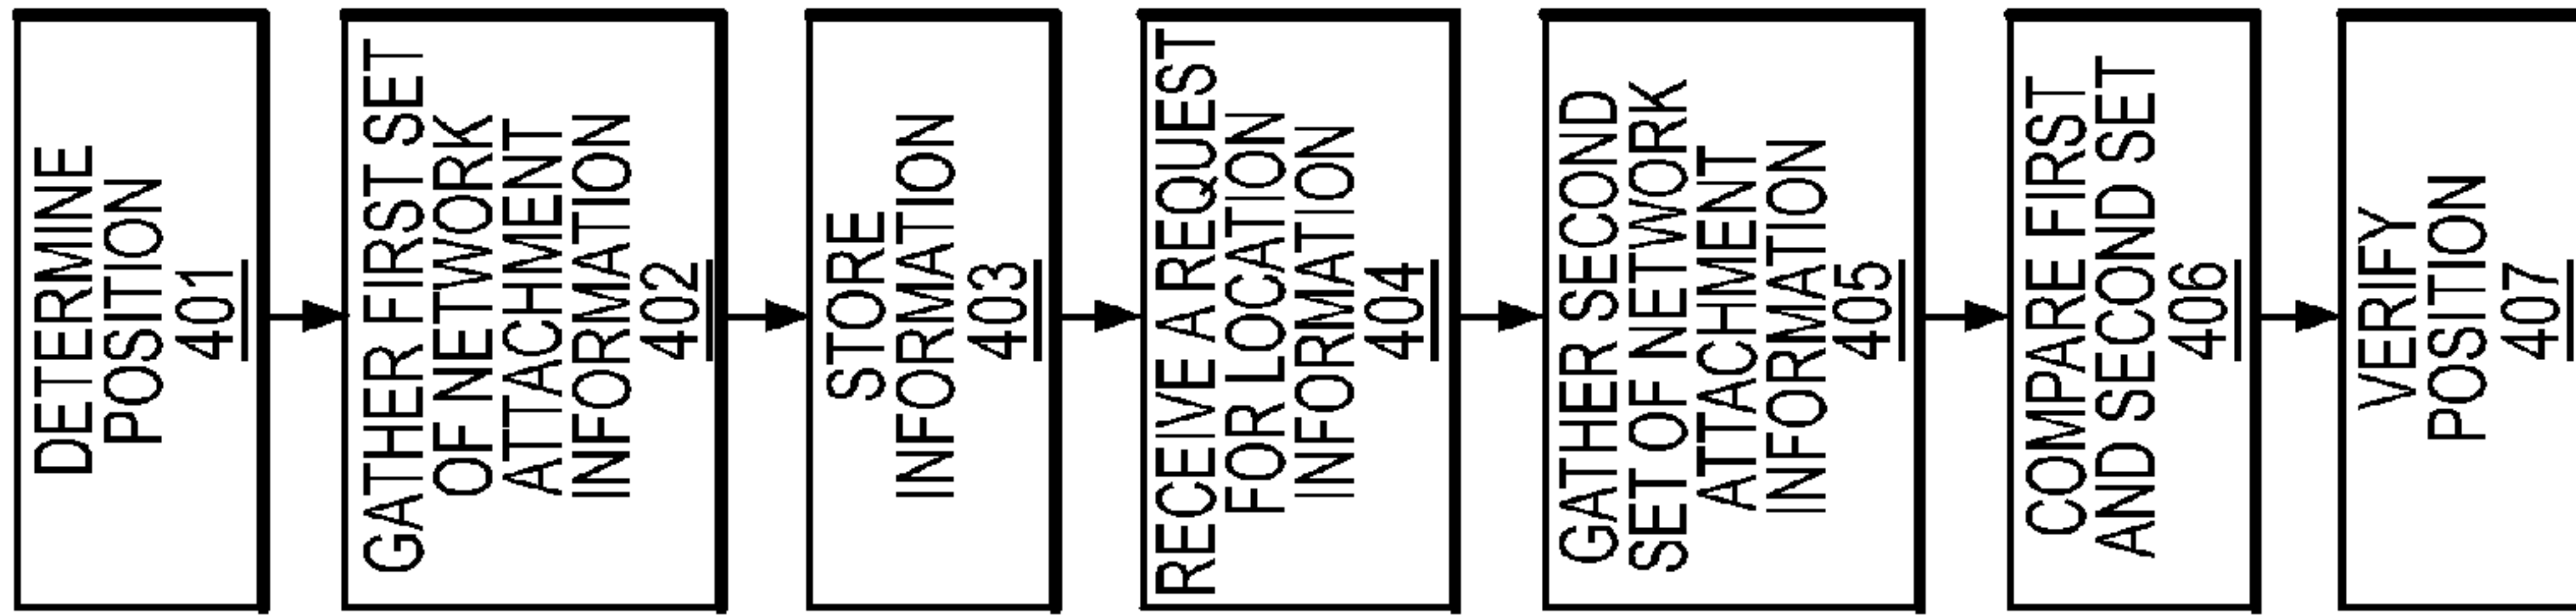 DETERMINE
POSITION
401
GATHER FIRST SET
OF NETWORK
ATTACHMENT
INFORMATION
402
STORE
INFORMATION
403
RECEIVE A REQUEST
FOR LOCATION
INFORMATION
404
GATHER SECOND
SET OF NETWORK
ATTACHMENT
INFORMATION
405
COMPARE FIRST
AND SECOND SET
406
VERIFY
POSITION
407